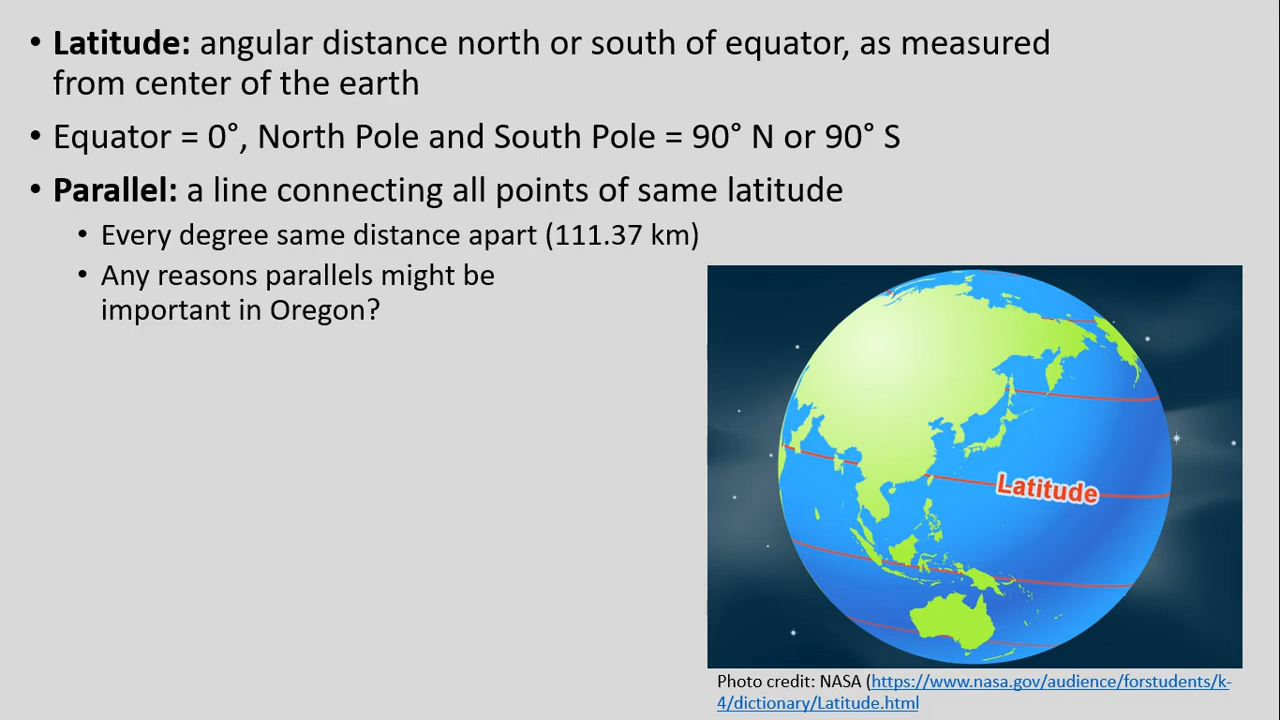 • Latitude: angular distance north or south of equator, as measured
from center of the earth
• Equator = 0°, North Pole and South Pole = 90° N or 90° S
• Parallel: a line connecting all points of same latitude
• Every degree same distance apart (111.37 km)
• Any reasons parallels might be
important in Oregon?
Latitude
Photo credit: NASA (https://www.nasa.gov/audience/forstudents/k-
4/dictionary/Latitude.html